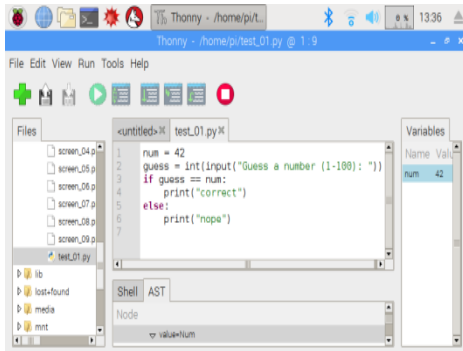 Thonny - /home/pi/t...
0 %
13:36
Thonny - /home/pi/test_01.py @ 1 : 9
File Edit View Run Tools Help
Files
<untitled>
test_01.py
Variables
screen_04.p
screen_05.p
screen_06.p
screen_07.p
screen_08.p
screen_09.p
test_01.py
lib
lost+found
media
mnt
1 num = 42
2 guess = int(input("Guess a number (1-100): "))
3 if guess == num:
4 print("correct")
5 else:
6 print("nope")
7
Name Valu
num 42
Shell AST
Node
value=Num